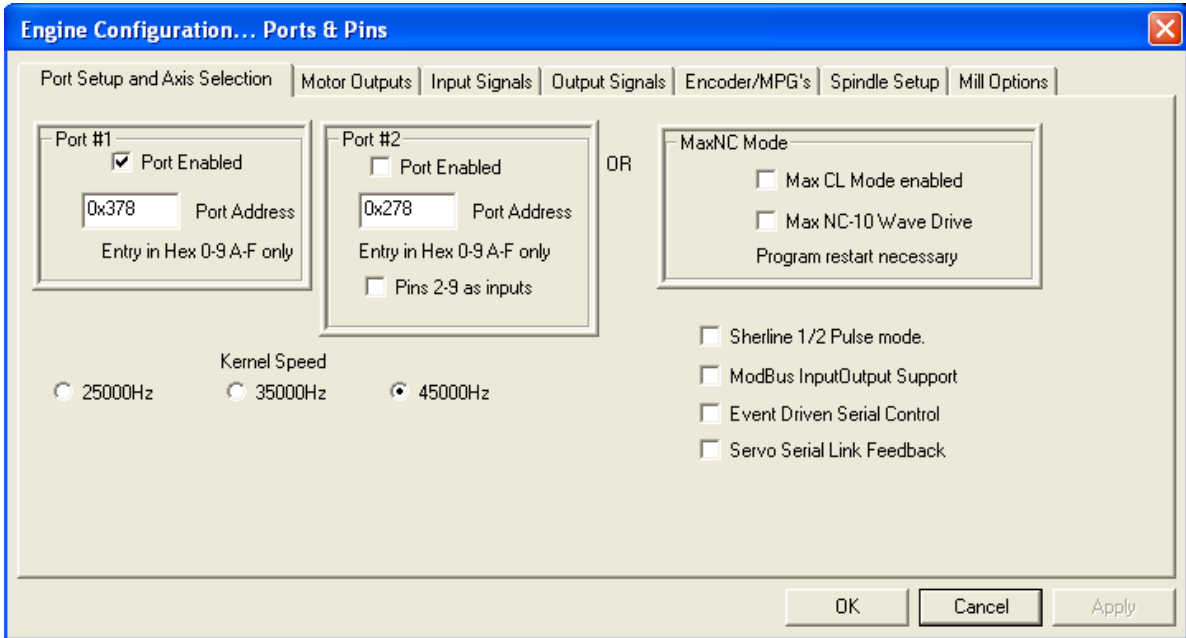 Engine Configuration... Ports & Pins
Port Setup and Axis Selection Motor Outputs Input Signals Output Signals Encoder/MPG's Spindle Setup Mill Options
Port #1
Port Enabled
0x378 Port Address
Entry in Hex 0-9 A-F only
Port #2
Port Enabled
0x278 Port Address
Entry in Hex 0-9 A-F only
Pins 2-9 as inputs
OR
MaxNC Mode
Max CL Mode enabled
Max NC-10 Wave Drive
Program restart necessary
Kernel Speed
25000Hz 35000Hz 45000Hz
Sherline 1/2 Pulse mode.
ModBus InputOutput Support
Event Driven Serial Control
Servo Serial Link Feedback
OK Cancel Apply